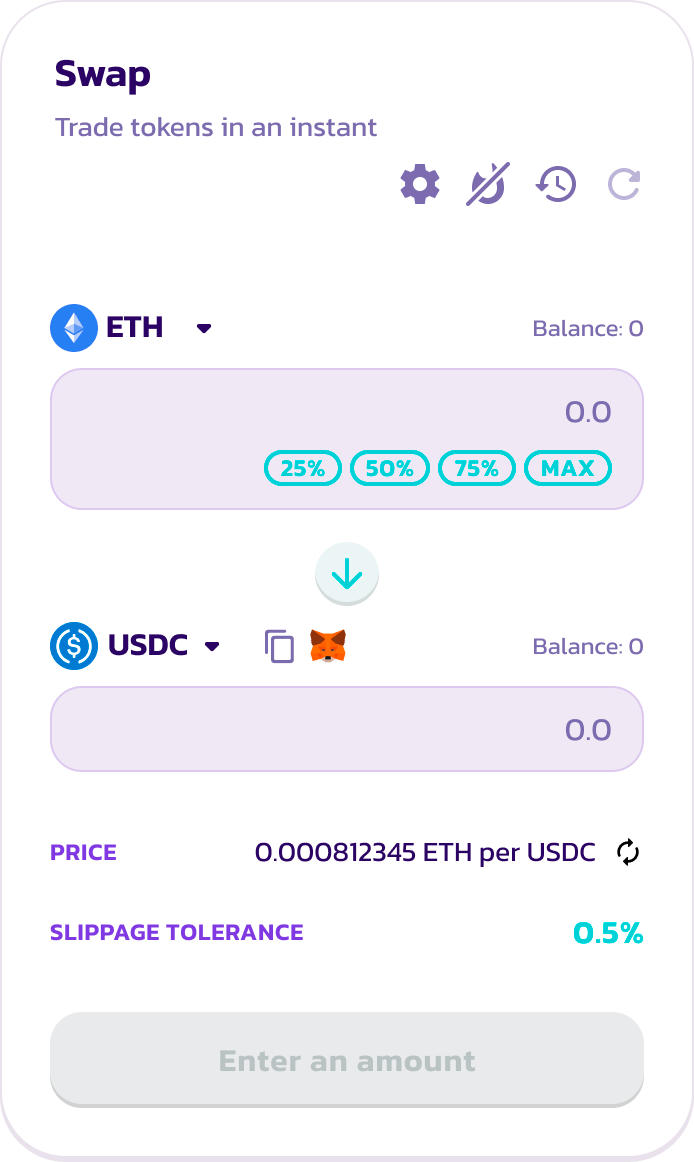 Swap
Trade tokens in an instant
ETH
Balance: 0
0.0
25% 50% 75% MAX
USDC
Balance: 0
0.0
PRICE 0.000812345 ETH per USDC
SLIPPAGE TOLERANCE 0.5%
Enter an amount